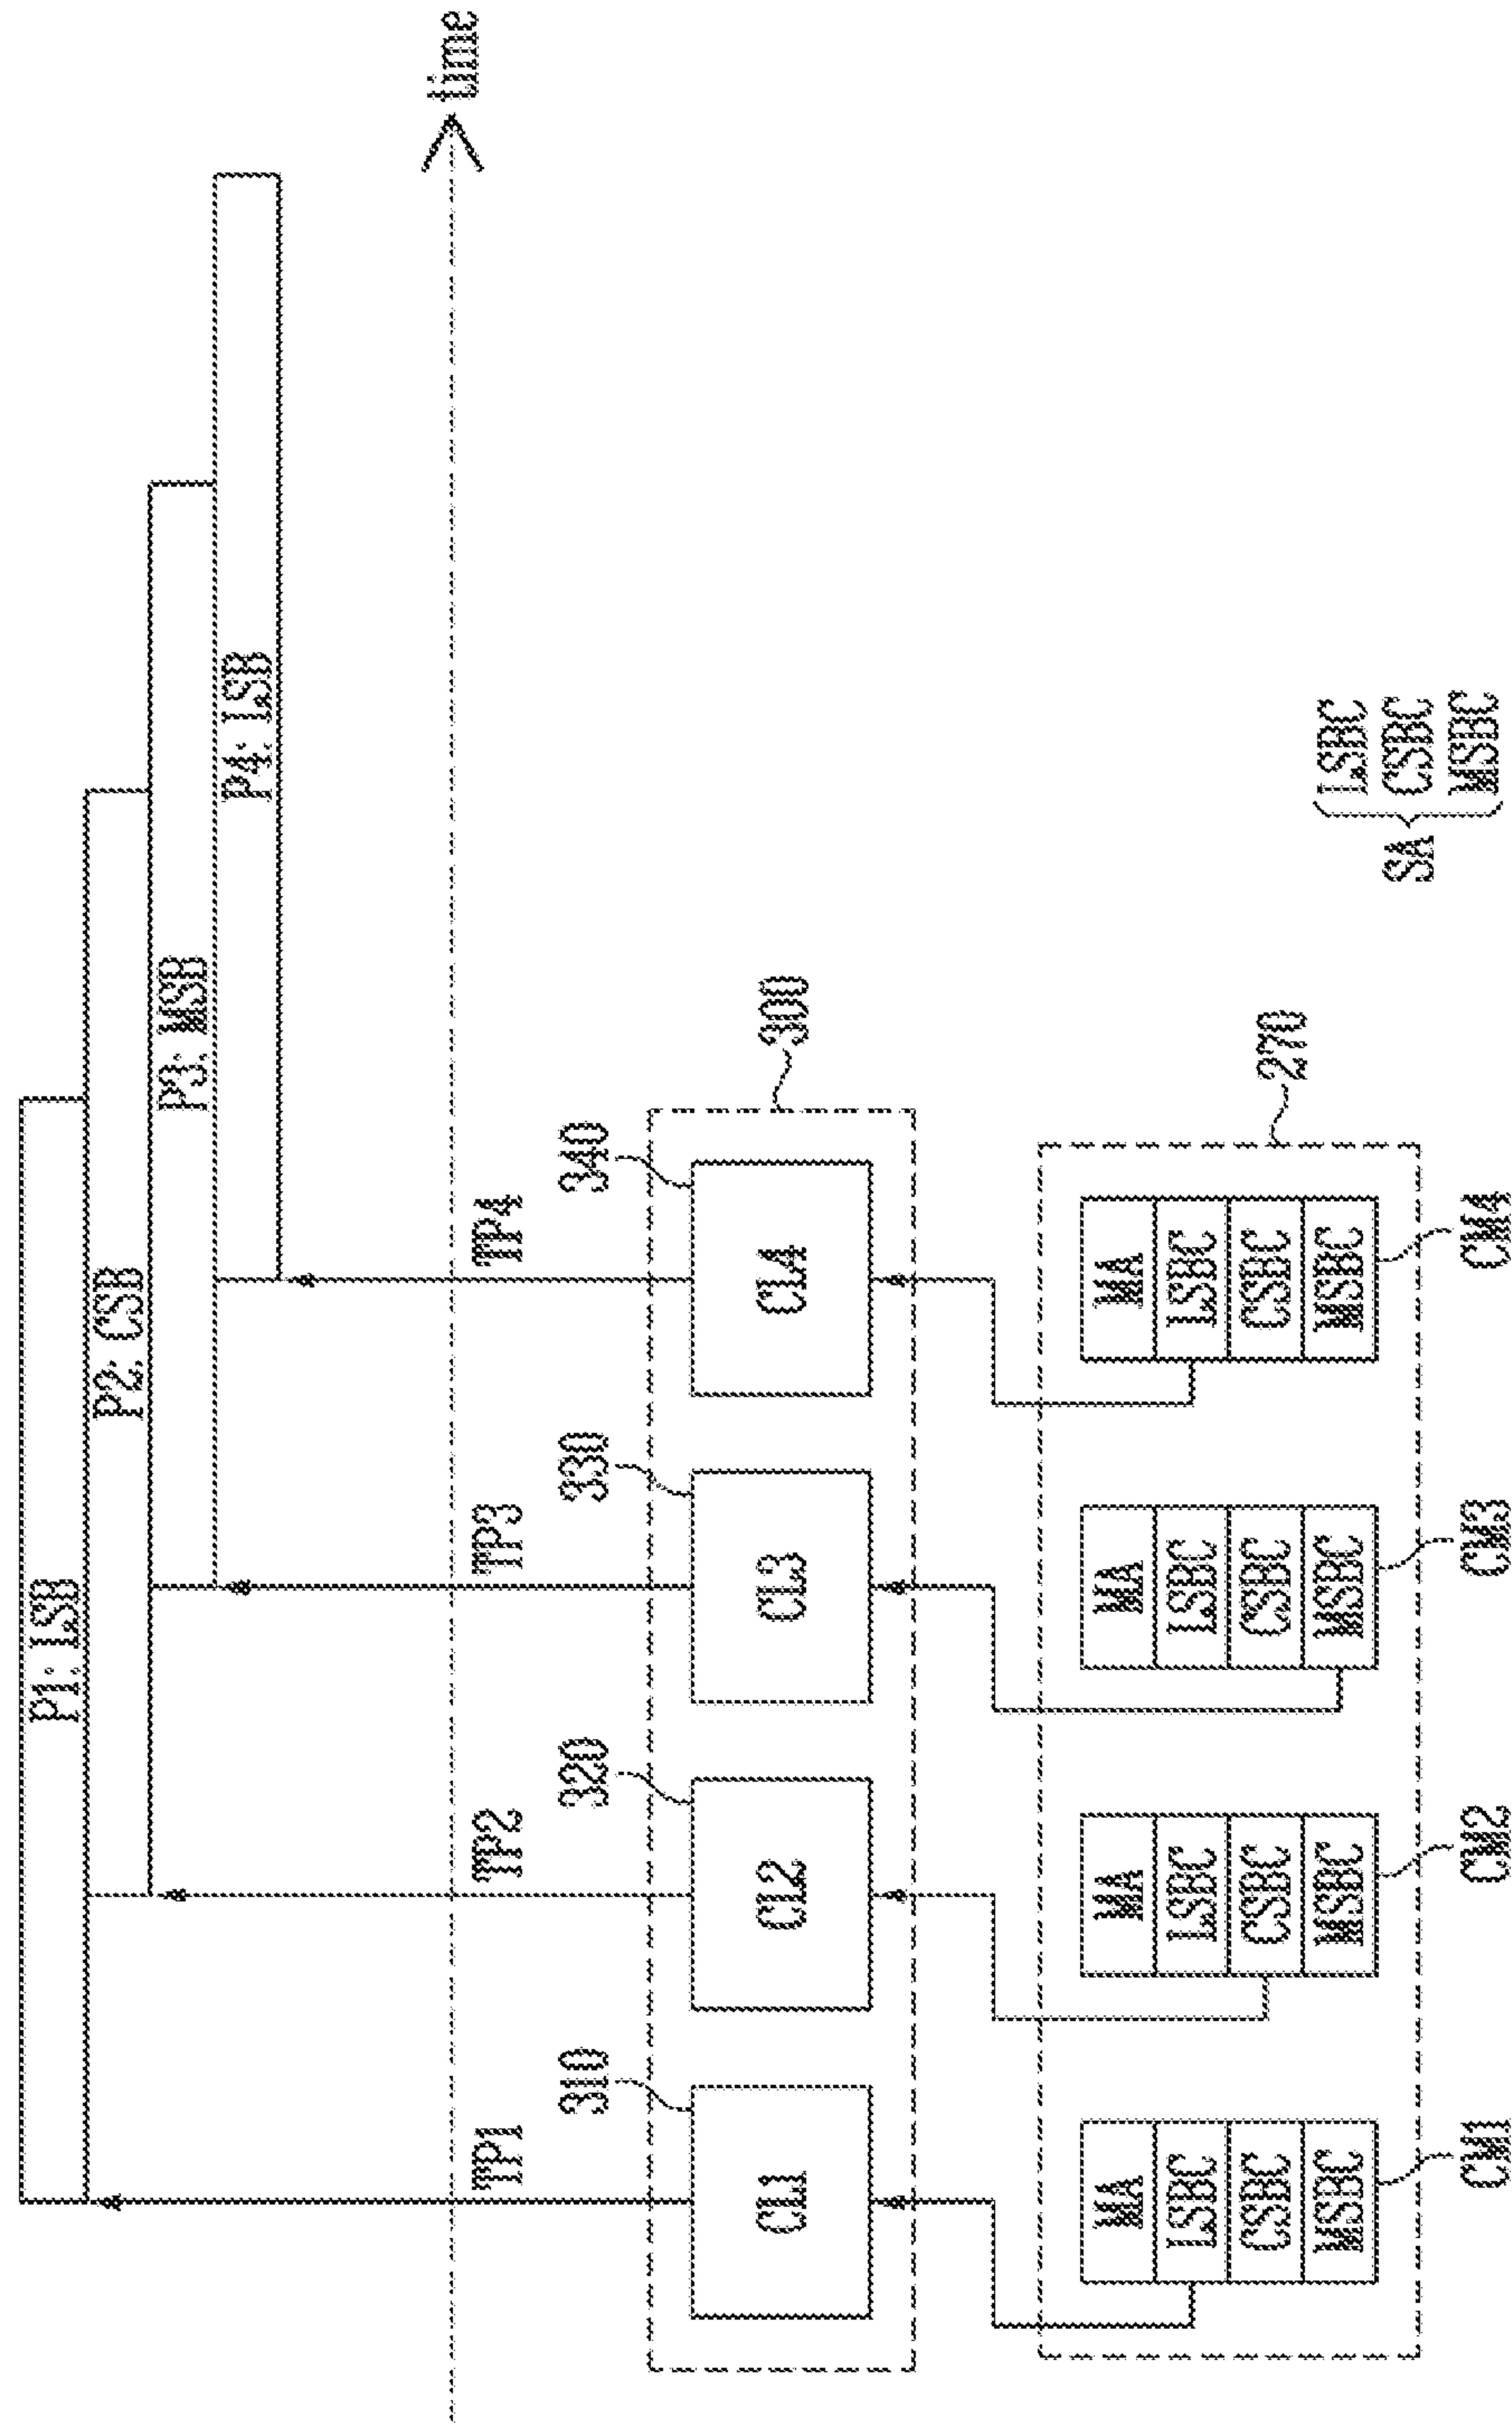 P1: LSB
P2: CSB
P3: MSB
P4: LSB
time
TP1
TP2
TP3
TP4
310
320
330
340
300
CL1
CL2
CL3
CL4
270
MA
LSBC
CSBC
MSBC
MA
LSBC
CSBC
MSBC
MA
LSBC
CSBC
MSBC
MA
LSBC
CSBC
MSBC
CM1
CM2
CM3
CM4
SA
LSBC
CSBC
MSBC